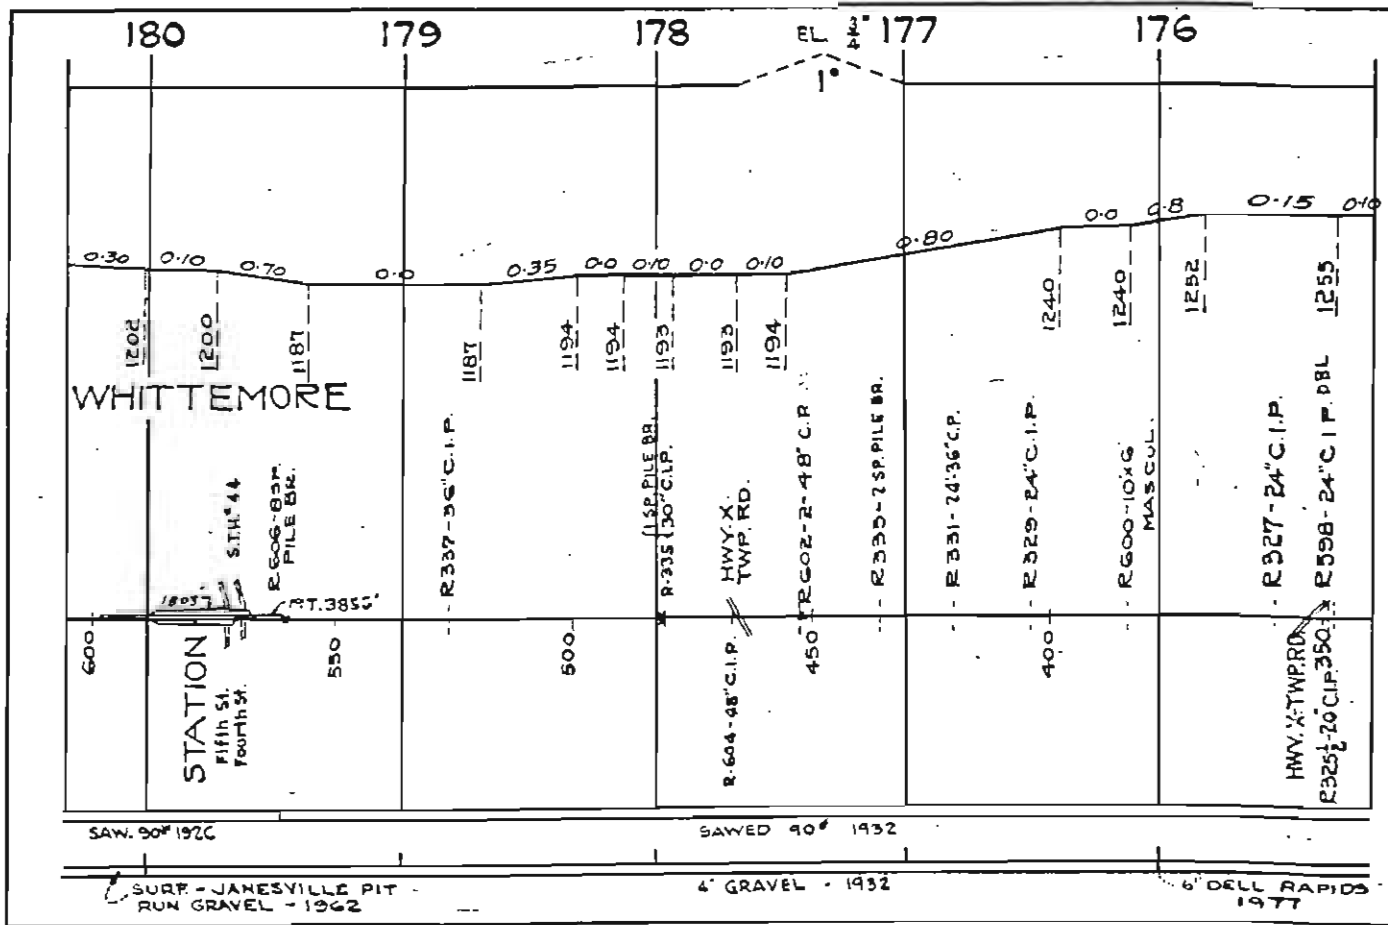 180 179 178 EL 3/4" 177 176
1°
0.30 0.10 0.70 0.0 0.35 0.0 0.10 0.0 0.10 0.80 0.0 0.8 0.15 0.10
1202 1200 1187 1187 1194 1194 1193 1193 1194 1240 1240 1252 1255
WHITTEMORE
S.T.H.#44
R606-8SP.
PILE BR.
R337-36"C.I.P.
1 SP. PILE BR.
R-335 30"C.I.P.
HWY. X.
TWP. RD.
R602-2-48" C.P.
R333-2 SP. PILE BR.
R331-24'-36"C.P.
R329-24"C.I.P.
R600-10x6
MAS CUL.
R327-24"C.I.P.
R598-24"C.I.P. DBL
1803'
P.T. 3855'
600 550 500 450 400 350
STATION
Fifth St.
Fourth St.
R-604-48"C.I.P.
HWY. X-TWP.RD.
R325½-20"C.I.P.
SAW. 90# 1926 SAWED 90# 1932
SURF.-JANESVILLE PIT
RUN GRAVEL - 1962
4" GRAVEL - 1932
6" DELL RAPIDS
1977